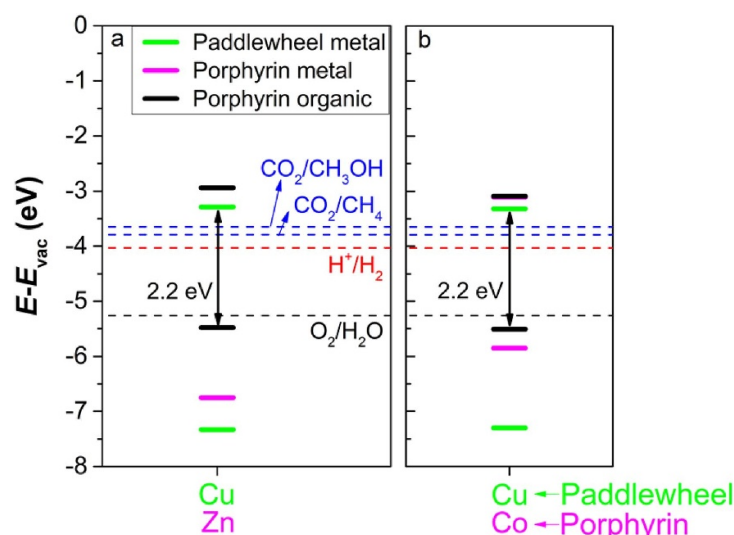 a
b
Paddlewheel metal
Porphyrin metal
Porphyrin organic
0
-1
-2
-3
-4
-5
-6
-7
-8
E-Evac (eV)
CO2/CH3OH
CO2/CH4
H+/H2
2.2 eV
2.2 eV
O2/H2O
Cu
Zn
Cu←Paddlewheel
Co←Porphyrin